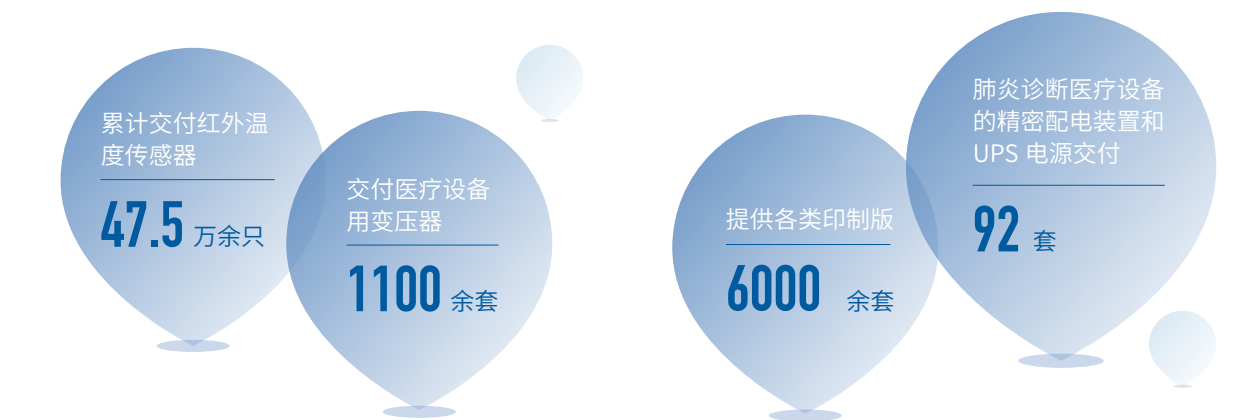 累计交付红外温
度传感器
47.5 万余只
交付医疗设备
用变压器
1100 余套
提供各类印制版
6000 余套
肺炎诊断医疗设备
的精密配电装置和
UPS 电源交付
92 套